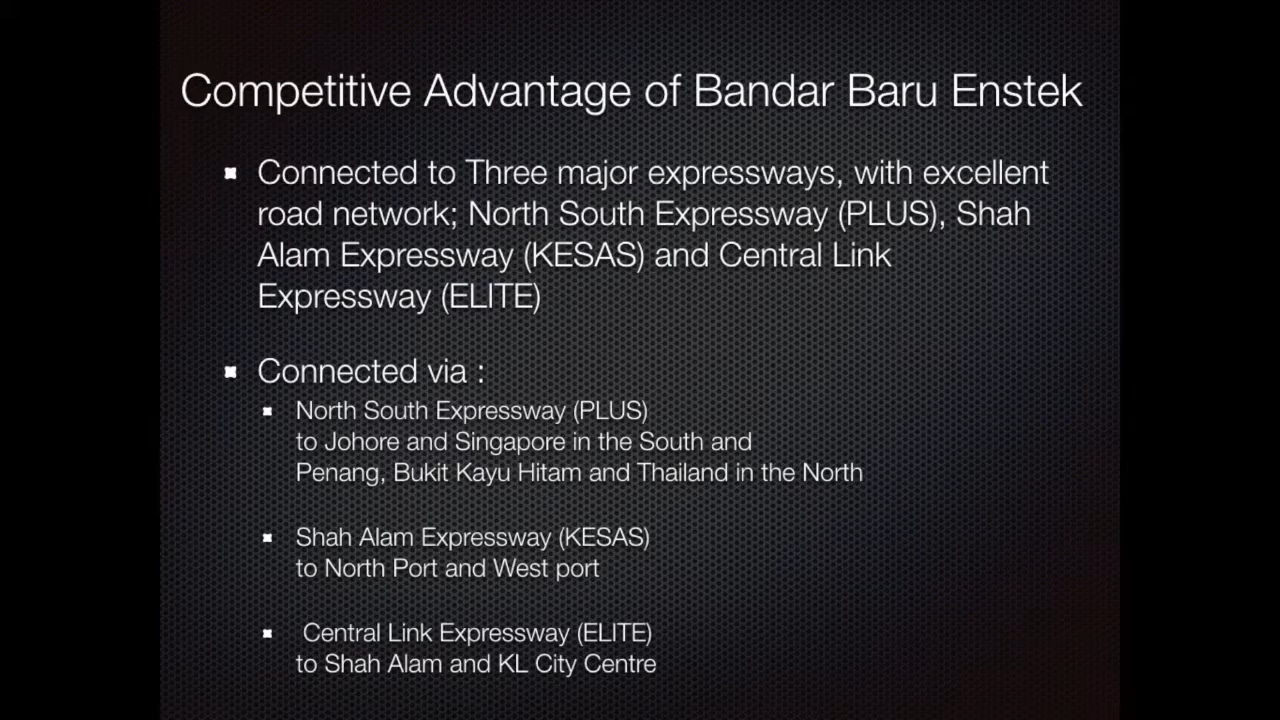 Competitive Advantage of Bandar Baru Enstek
Connected to Three major expressways, with excellent
road network; North South Expressway (PLUS), Shah
Alam Expressway (KESAS) and Central Link
Expressway (ELITE)
Connected via :
North South Expressway (PLUS)
to Johore and Singapore in the South and
Penang, Bukit Kayu Hitam and Thailand in the North
Shah Alam Expressway (KESAS)
to North Port and West port
Central Link Expressway (ELITE)
to Shah Alam and KL City Centre